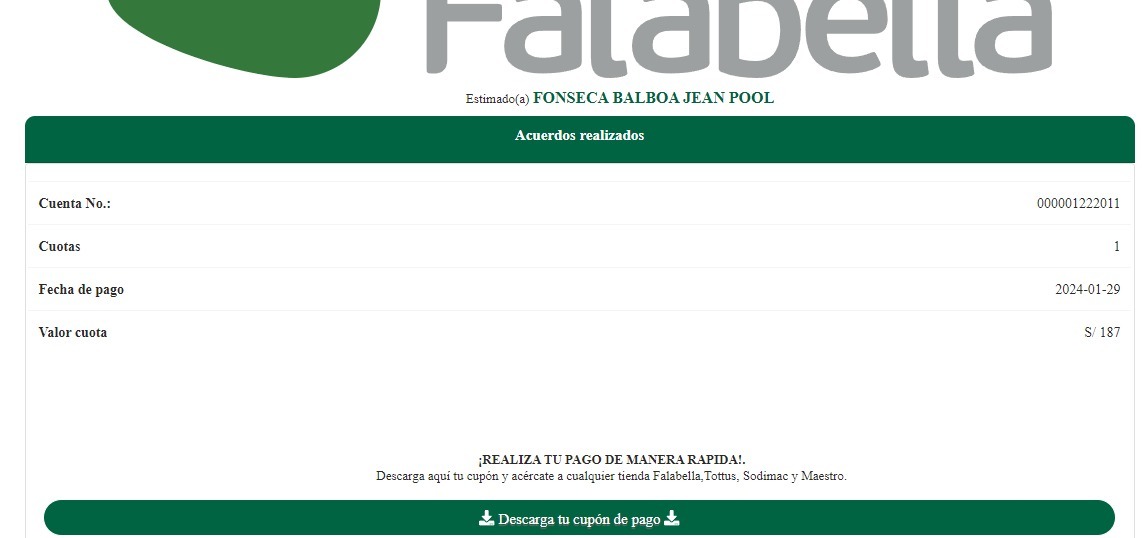 Falabella
Estimado(a) FONSECA BALBOA JEAN POOL
Acuerdos realizados
Cuenta No.: 000001222011
Cuotas 1
Fecha de pago 2024-01-29
Valor cuota S/ 187
¡REALIZA TU PAGO DE MANERA RAPIDA!.
Descarga aquí tu cupón y acércate a cualquier tienda Falabella,Tottus, Sodimac y Maestro.
Descarga tu cupón de pago